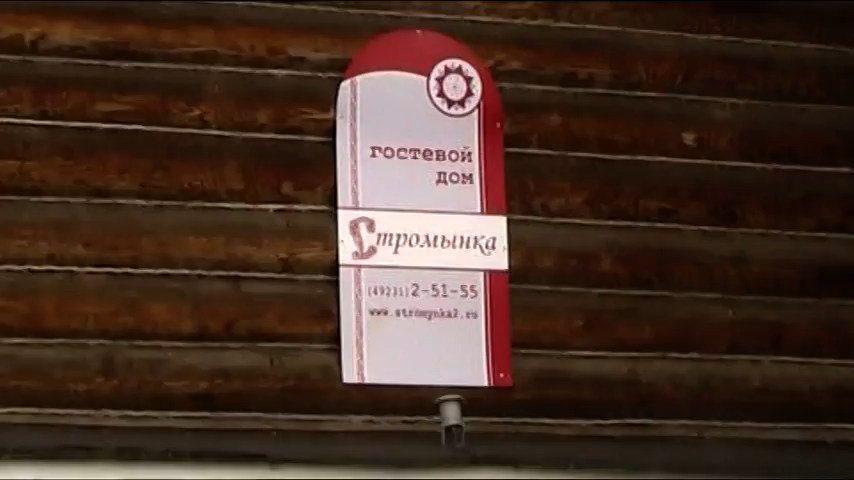 гостевой
дом
Стромынка
(49231)2-51-55
www.stromynka2.ru